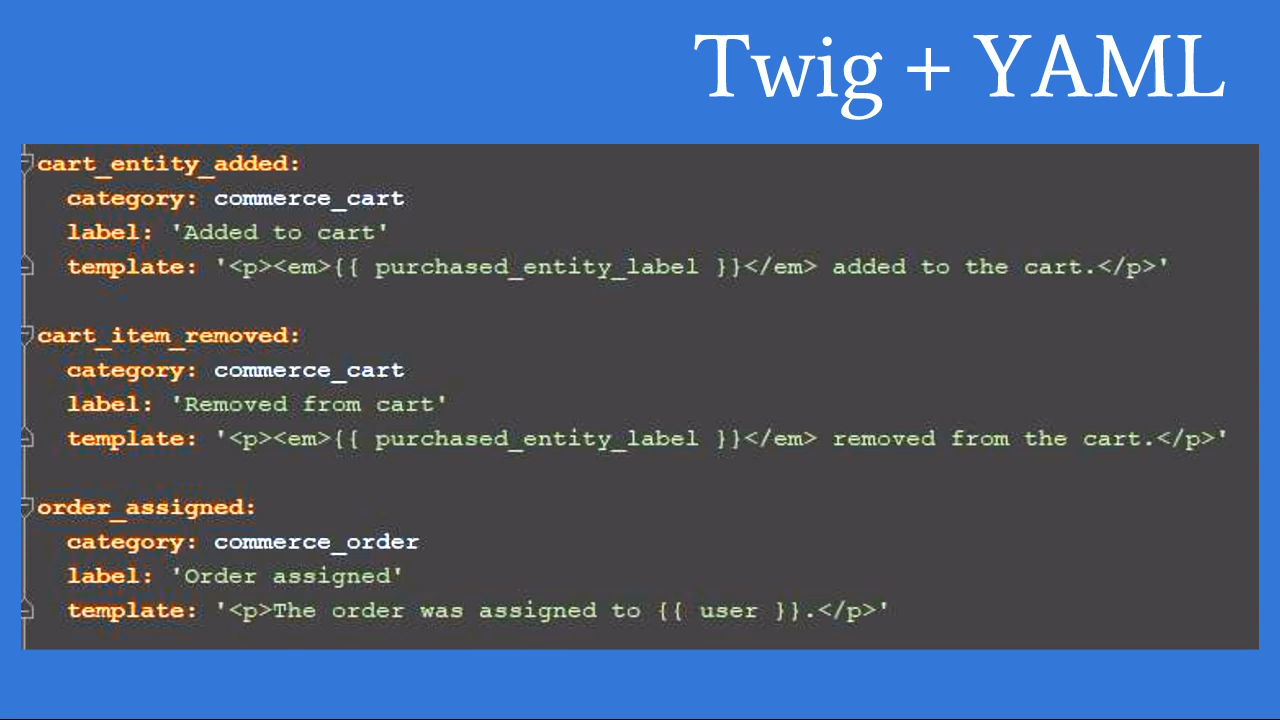 Twig + YAML
cart_entity_added:
  category: commerce_cart
  label: 'Added to cart'
  template: '<p><em>{{ purchased_entity_label }}</em> added to the cart.</p>'
cart_item_removed:
  category: commerce_cart
  label: 'Removed from cart'
  template: '<p><em>{{ purchased_entity_label }}</em> removed from the cart.</p>'
order_assigned:
  category: commerce_order
  label: 'Order assigned'
  template: '<p>The order was assigned to {{ user }}.</p>'